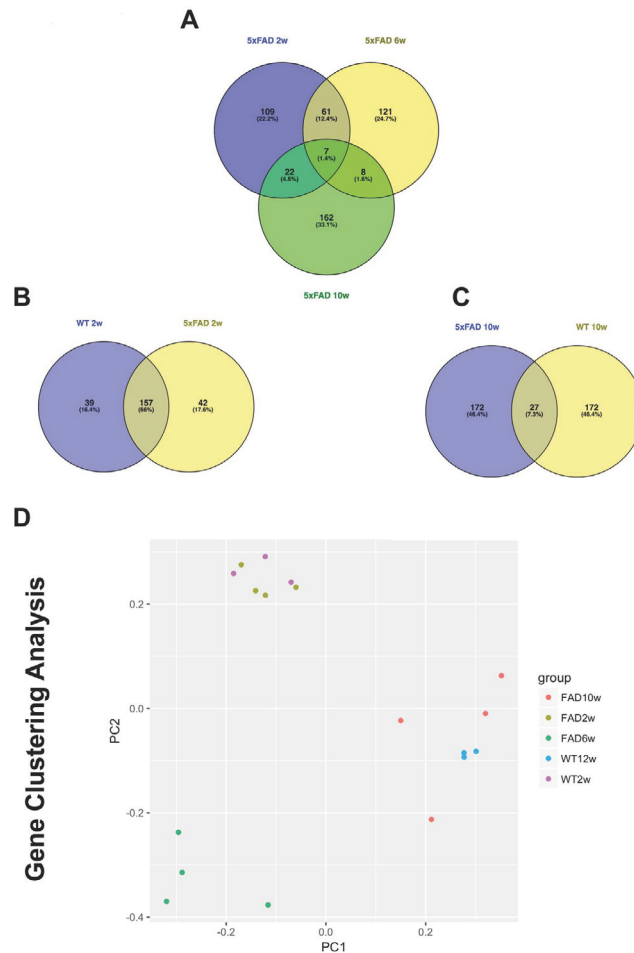 A
5xFAD 2w
5xFAD 6w
109
(22.2%)
61
(12.4%)
121
(24.7%)
7
(1.4%)
22
(4.5%)
8
(1.6%)
162
(33.1%)
5xFAD 10w
B
WT 2w
5xFAD 2w
39
(16.4%)
157
(66%)
42
(17.6%)
C
5xFAD 10w
WT 10w
172
(46.4%)
27
(7.3%)
172
(46.4%)
D
Gene Clustering Analysis
PC2
0.2
0.0
-0.2
-0.4
-0.2
0.0
0.2
PC1
group
FAD10w
FAD2w
FAD6w
WT12w
WT2w